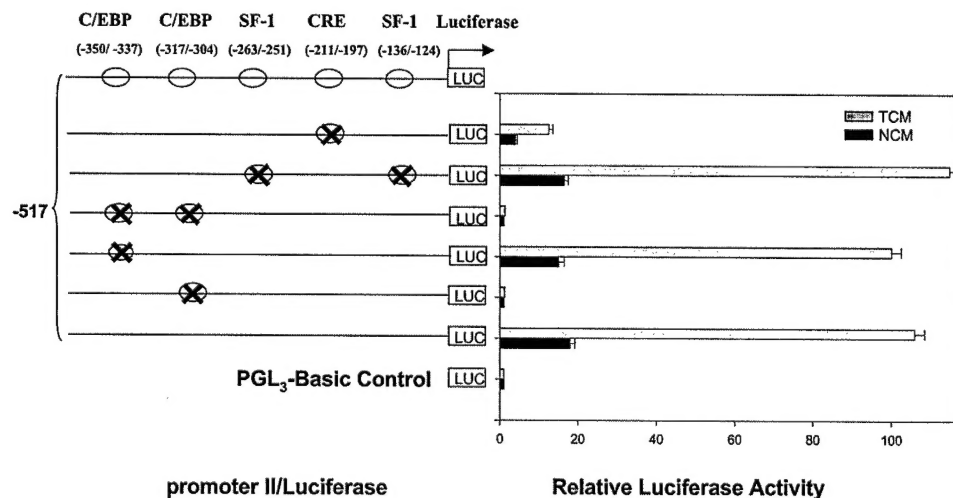 C/EBP C/EBP SF-1 CRE SF-1 Luciferase
(-350/ -337) (-317/-304) (-263/-251) (-211/-197) (-136/-124)
LUC
TCM
NCM
LUC
LUC
-517
LUC
LUC
LUC
LUC
PGL3-Basic Control LUC
0 20 40 60 80 100
promoter II/Luciferase Relative Luciferase Activity